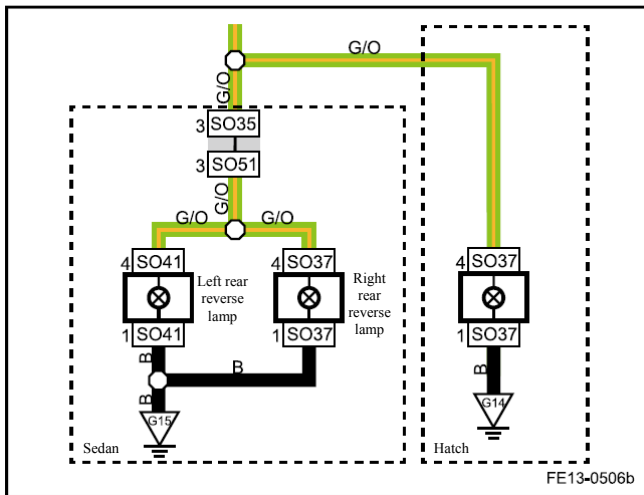 G/O
G/O
3 SO35
3 SO51
G/O
G/O
G/O
4 SO41
4 SO37
4 SO37
Left rear
reverse
lamp
Right
rear
reverse
lamp
1 SO41
1 SO37
1 SO37
B
B
B
B
G15
G14
Sedan
Hatch
FE13-0506b